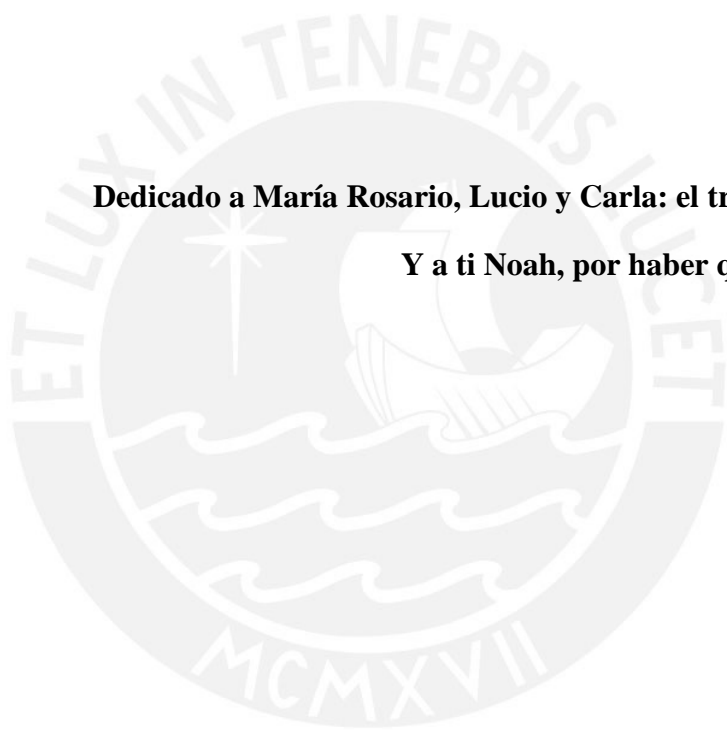 ET LUX IN TENEBRIS LUCET
Dedicado a María Rosario, Lucio y Carla: el
Y a ti Noah, por haber
MCMXVII